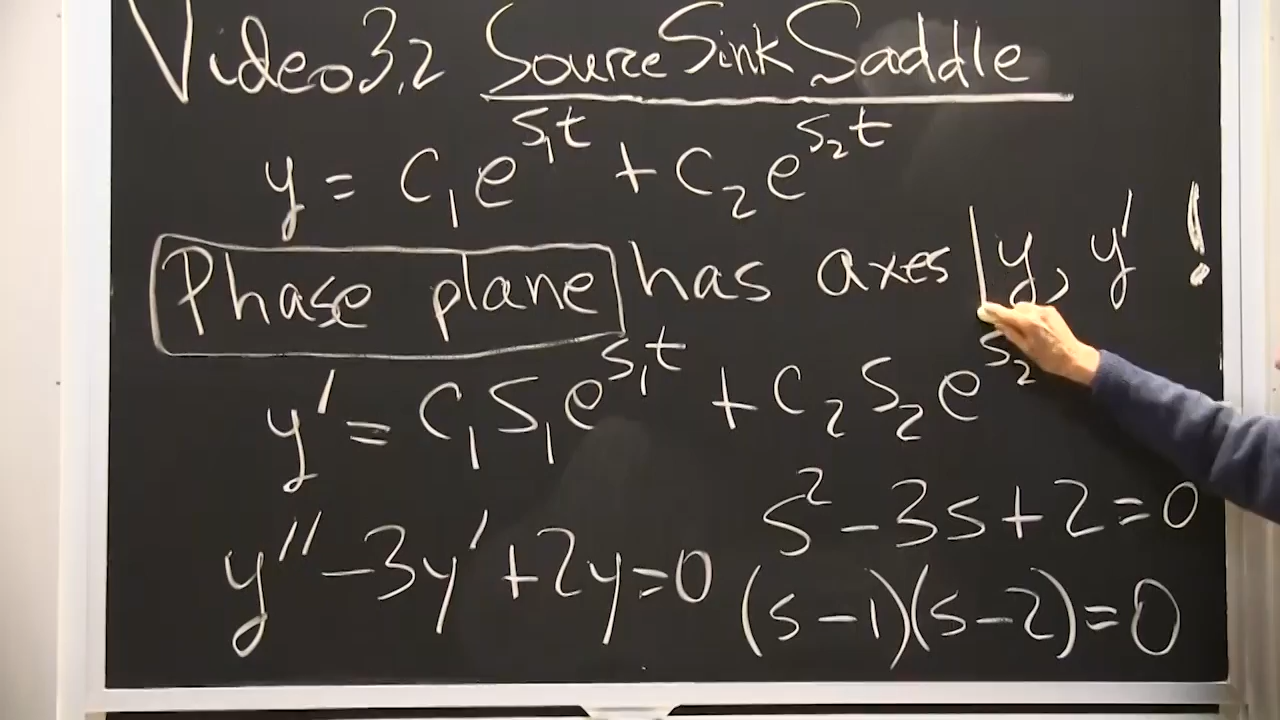 Video 3.2 Source Sink Saddle
y = c₁e^{s₁t} + c₂e^{s₂t}
Phase plane has axes y, y' !
y' = c₁s₁e^{s₁t} + c₂s₂e^{s₂}
y'' - 3y' + 2y = 0
s² - 3s + 2 = 0
(s - 1)(s - 2) = 0